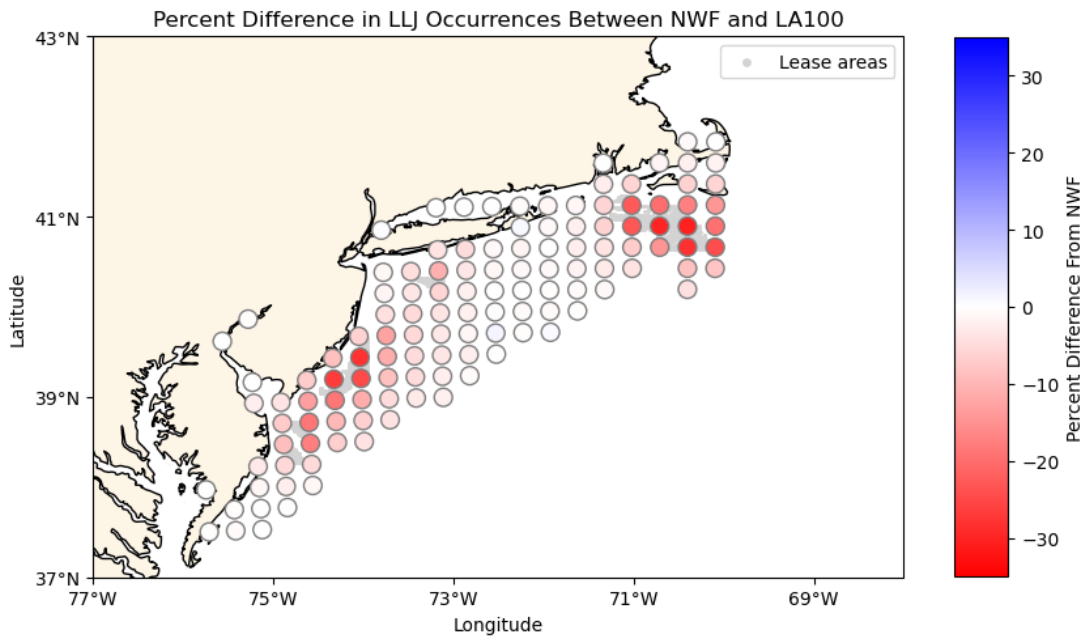 Percent Difference in LLJ Occurrences Between NWF and LA100
43°N
41°N
39°N
37°N
Latitude
77°W 75°W 73°W 71°W 69°W
Longitude
Lease areas
30
20
10
0
−10
−20
−30
Percent Difference From NWF